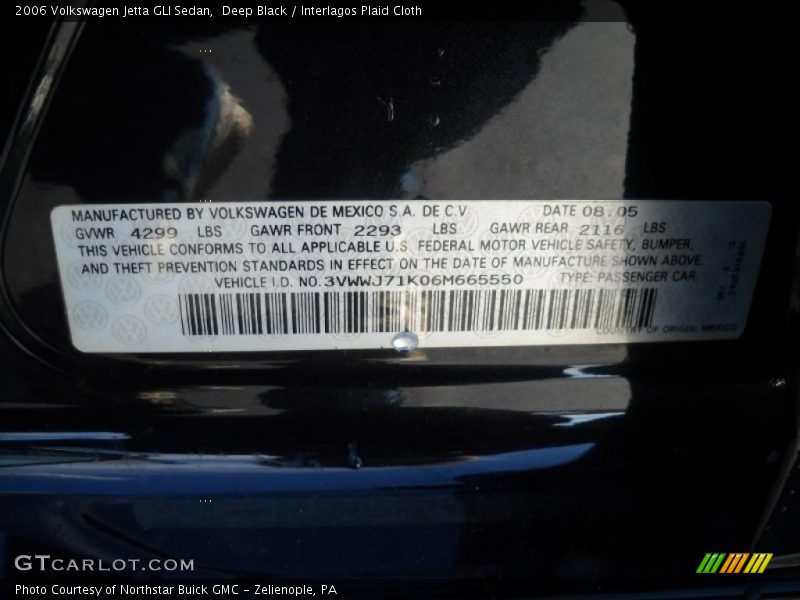 2006 Volkswagen Jetta GLI Sedan, Deep Black / Interlagos Plaid Cloth
MANUFACTURED BY VOLKSWAGEN DE MEXICO S.A. DE C.V DATE 08.05
GVWR 4299 LBS GAWR FRONT 2293 LBS GAWR REAR 2116 LBS
THIS VEHICLE CONFORMS TO ALL APPLICABLE U.S. FEDERAL MOTOR VEHICLE SAFETY, BUMPER,
AND THEFT PREVENTION STANDARDS IN EFFECT ON THE DATE OF MANUFACTURE SHOWN ABOVE.
VEHICLE I.D. NO. 3VWWJ71K06M665550 TYPE: PASSENGER CAR
COUNTRY OF ORIGIN: MEXICO
GTCARLOT.COM
Photo Courtesy of Northstar Buick GMC - Zelienople, PA